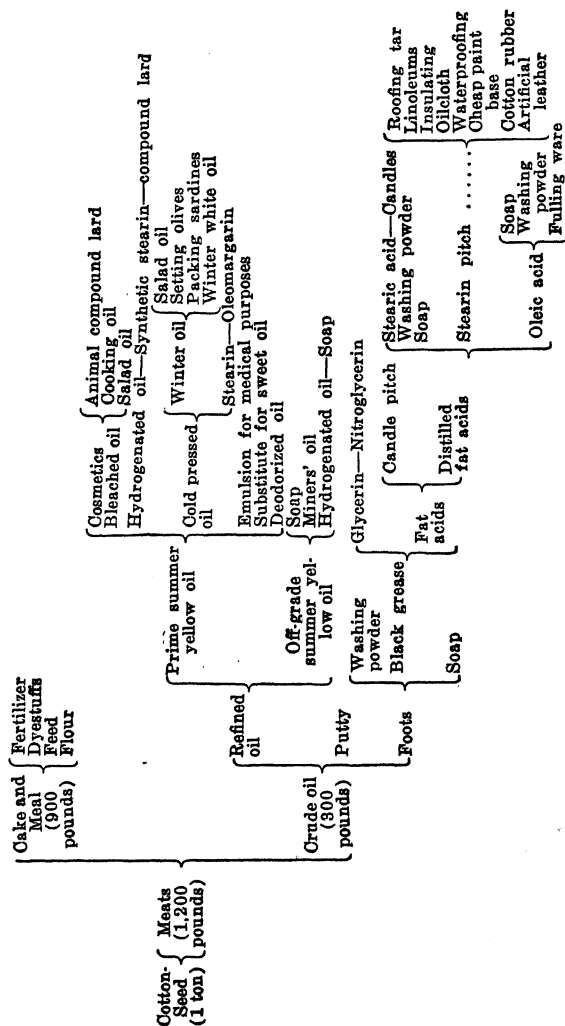 Cotton-
Seed
(1 ton)
Meats
(1,200
pounds)
Cake and
Meal
(900
pounds)
Fertilizer
Dyestuffs
Feed
Flour
Crude oil
(300
pounds)
Refined
oil
Prime summer
yellow oil
Cosmetics
Bleached oil
Animal compound lard
Cooking oil
Salad oil
Hydrogenated oil—Synthetic stearin—compound lard
Cold pressed
oil
Winter oil
Salad oil
Setting olives
Packing sardines
Winter white oil
Stearin—Oleomargarin
Emulsion for medical purposes
Substitute for sweet oil
Deodorized oil
Off-grade
summer yel-
low oil
Soap
Miners' oil
Hydrogenated oil—Soap
Putty
Foots
Washing
powder
Black grease
Glycerin—Nitroglycerin
Fat
acids
Candle pitch
Distilled
fat acids
Stearic acid—Candles
Washing powder
Soap
Stearin pitch ......
Roofing tar
Linoleums
Insulating
Oilcloth
Waterproofing
Cheap paint
base
Cotton rubber
Artificial
leather
Oleic acid
Soap
Washing
powder
Fulling ware
Soap